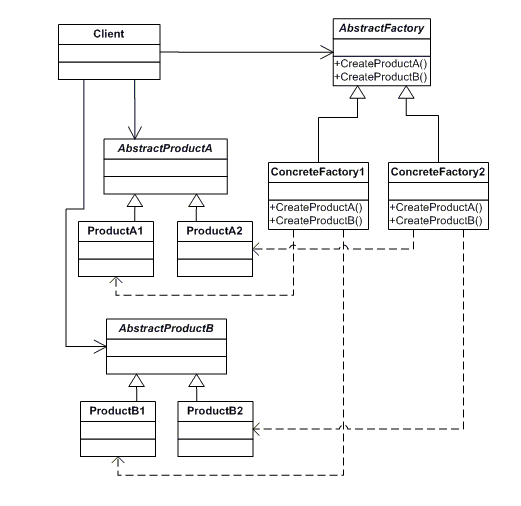 Client
AbstractFactory
+CreateProductA()
+CreateProductB()
AbstractProductA
ConcreteFactory1
+CreateProductA()
+CreateProductB()
ConcreteFactory2
+CreateProductA()
+CreateProductB()
ProductA1
ProductA2
AbstractProductB
ProductB1
ProductB2